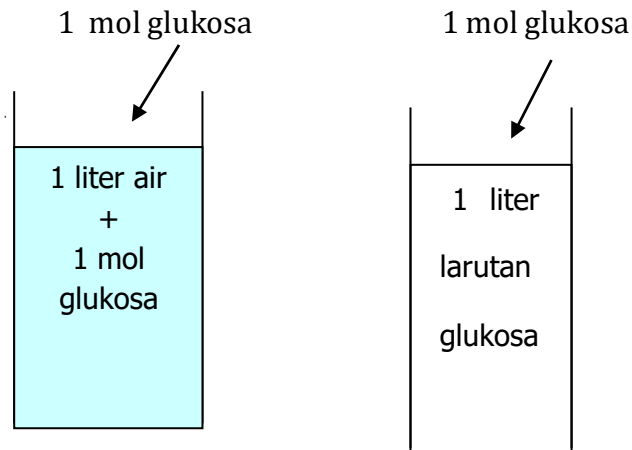 1 mol glukosa
1 liter air
+
1 mol
glukosa
1 mol glukosa
1 liter
larutan
glukosa